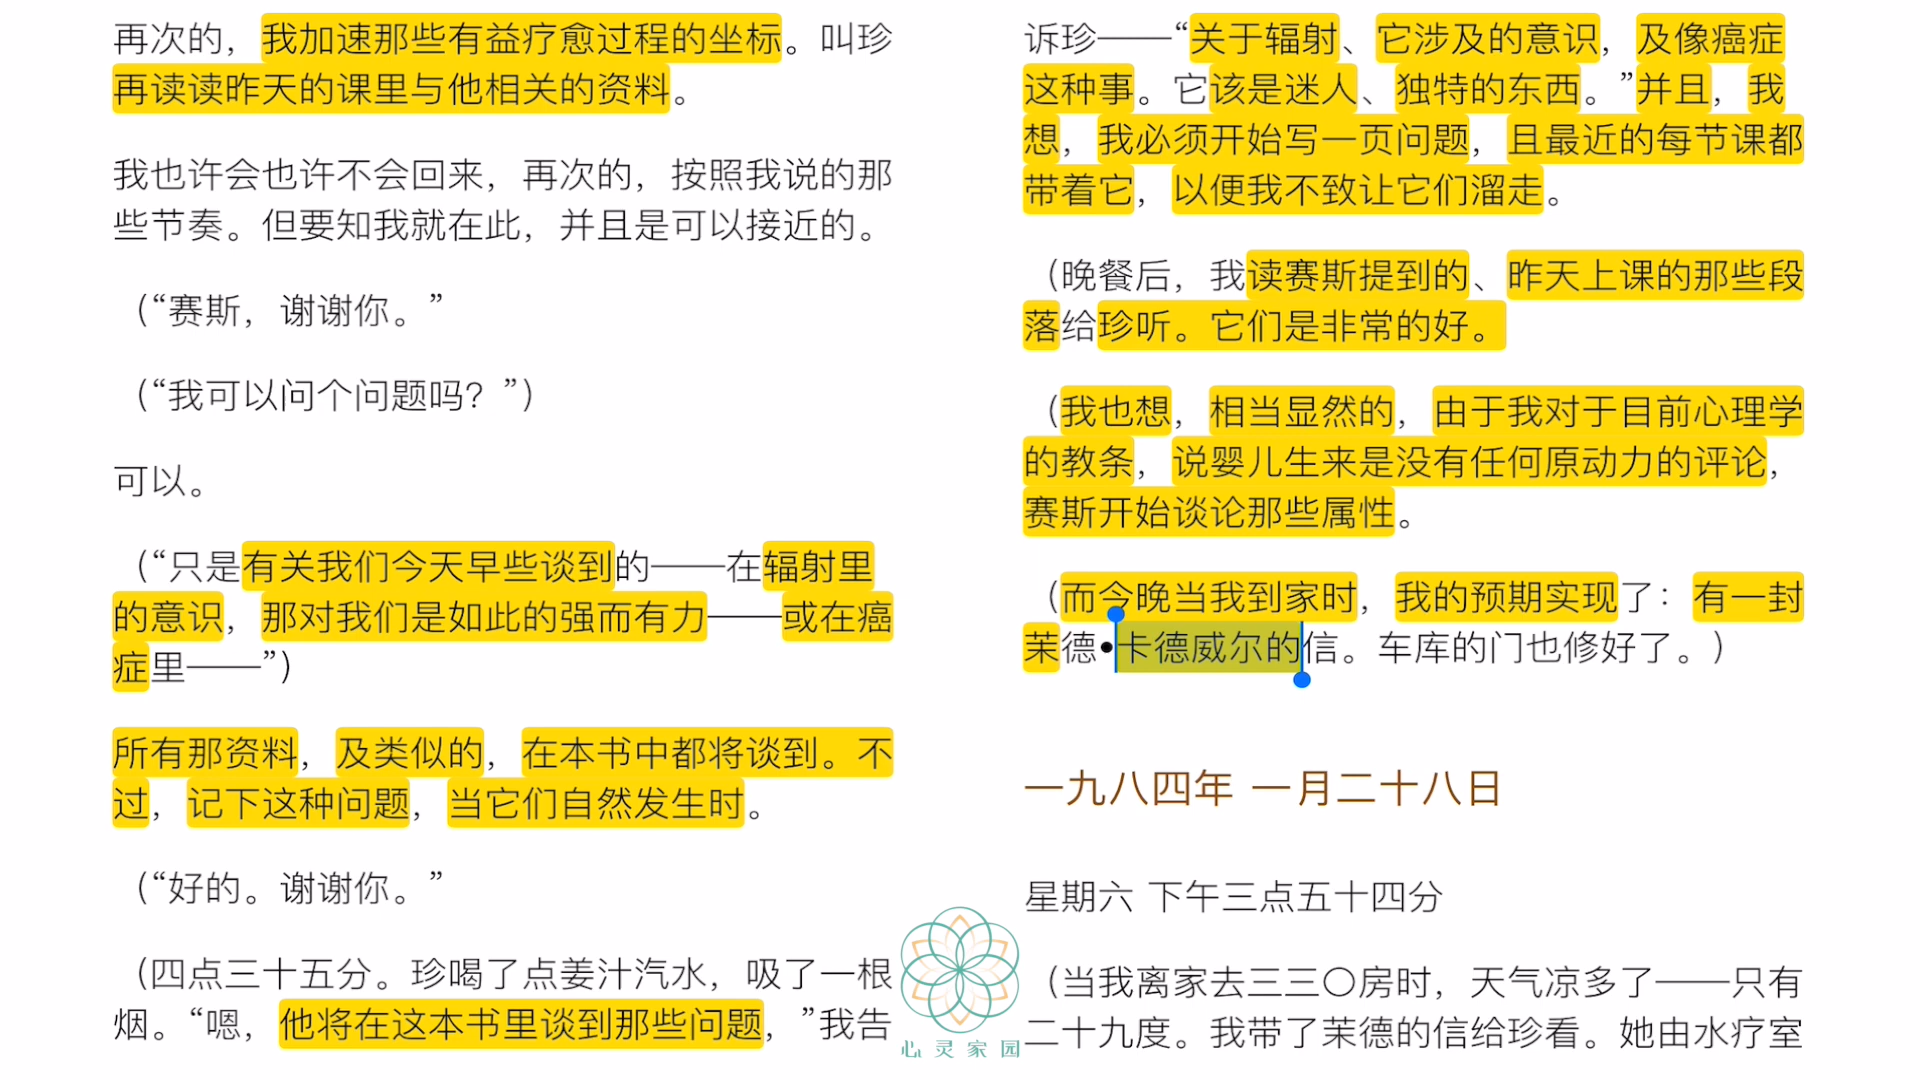 再次的，我加速那些有益疗愈过程的坐标。叫珍
再读读昨天的课里与他相关的资料。
我也许会也许不会回来，再次的，按照我说的那
些节奏。但要知我就在此，并且是可以接近的。
（“赛斯，谢谢你。”
（“我可以问个问题吗？”）
可以。
（“只是有关我们今天早些谈到的——在辐射里
的意识，那对我们是如此的强而有力——或在癌
症里——”）
所有那资料，及类似的，在本书中都将谈到。不
过，记下这种问题，当它们自然发生时。
（“好的。谢谢你。”
（四点三十五分。珍喝了点姜汁汽水，吸了一根
烟。“嗯，他将在这本书里谈到那些问题，”我告
诉珍——“关于辐射、它涉及的意识，及像癌症
这种事。它该是迷人、独特的东西。”并且，我
想，我必须开始写一页问题，且最近的每节课都
带着它，以便我不致让它们溜走。
（晚餐后，我读赛斯提到的、昨天上课的那些段
落给珍听。它们是非常的好。
（我也想，相当显然的，由于我对于目前心理学
的教条，说婴儿生来是没有任何原动力的评论，
赛斯开始谈论那些属性。
（而今晚当我到家时，我的预期实现了：有一封
茉德•卡德威尔的信。车库的门也修好了。）
一九八四年 一月二十八日
星期六 下午三点五十四分
（当我离家去三三〇房时，天气凉多了——只有
二十九度。我带了茉德的信给珍看。她由水疗室
心灵家园